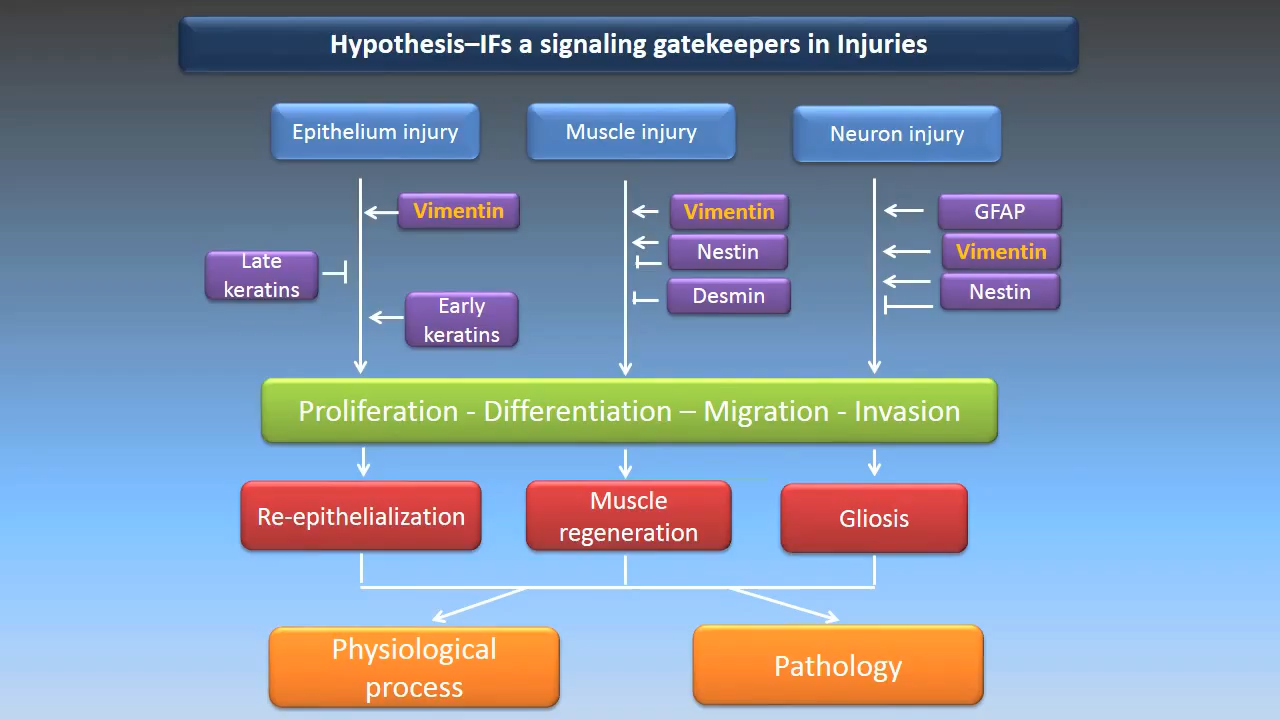 Hypothesis–IFs a signaling gatekeepers in Injuries
Epithelium injury
Muscle injury
Neuron injury
Vimentin
Late
keratins
Early
keratins
Vimentin
Nestin
Desmin
GFAP
Vimentin
Nestin
Proliferation - Differentiation – Migration - Invasion
Re-epithelialization
Muscle
regeneration
Gliosis
Physiological
process
Pathology